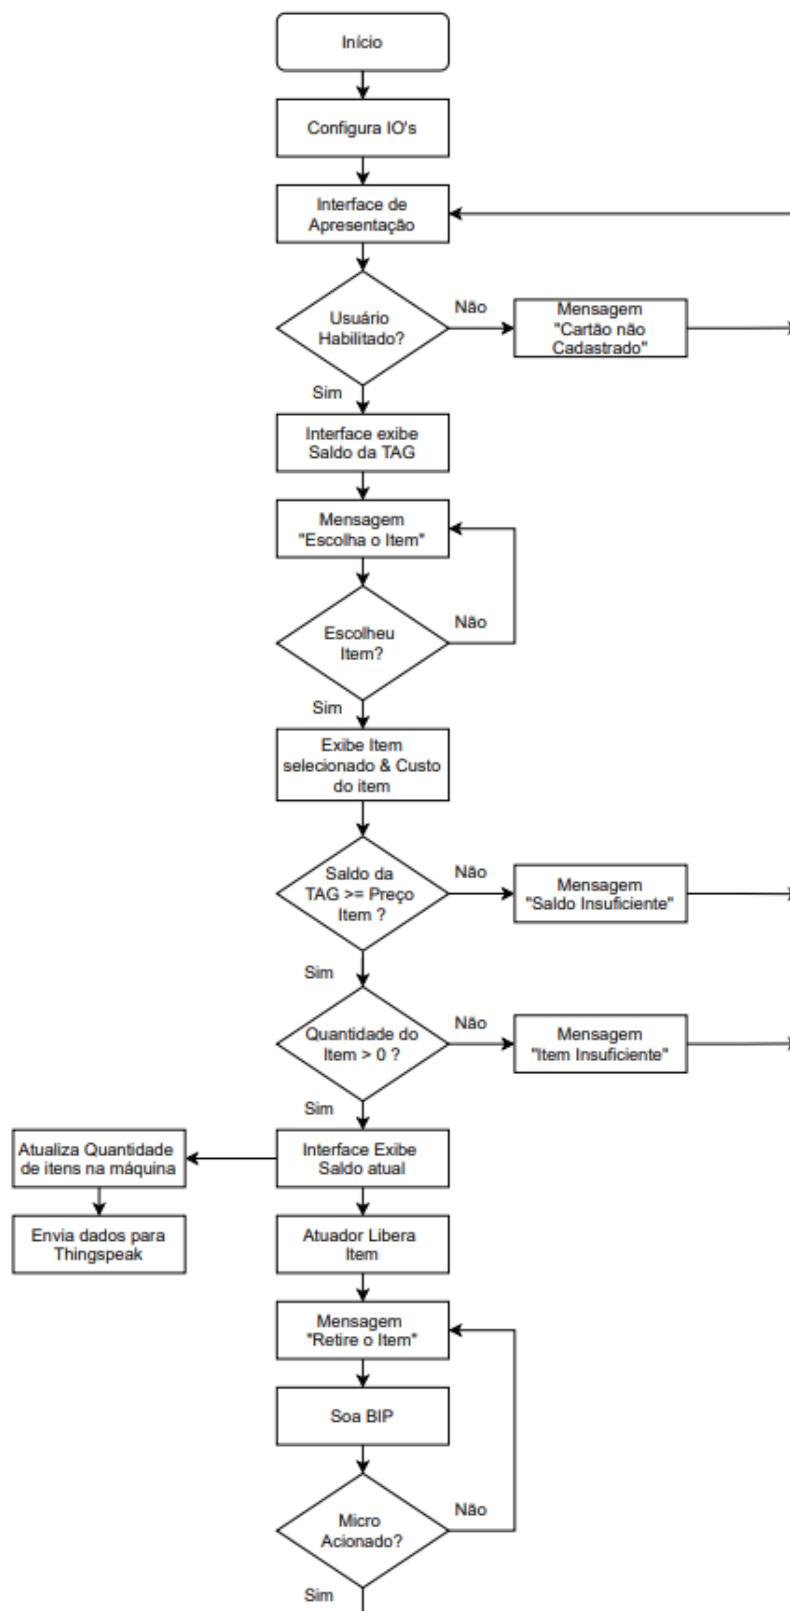 Início
Configura IO's
Interface de
Apresentação
Usuário
Habilitado?
Não
Mensagem
"Cartão não
Cadastrado"
Sim
Interface exibe
Saldo da TAG
Mensagem
"Escolha o Item"
Escolheu
Item?
Não
Sim
Exibe Item
selecionado & Custo
do item
Saldo da
TAG >= Preço
Item ?
Não
Mensagem
"Saldo Insuficiente"
Sim
Quantidade do
Item > 0 ?
Não
Mensagem
"Item Insuficiente"
Sim
Interface Exibe
Saldo atual
Atualiza Quantidade
de itens na máquina
Envia dados para
Thingspeak
Atuador Libera
Item
Mensagem
"Retire o Item"
Soa BIP
Micro
Acionado?
Não
Sim